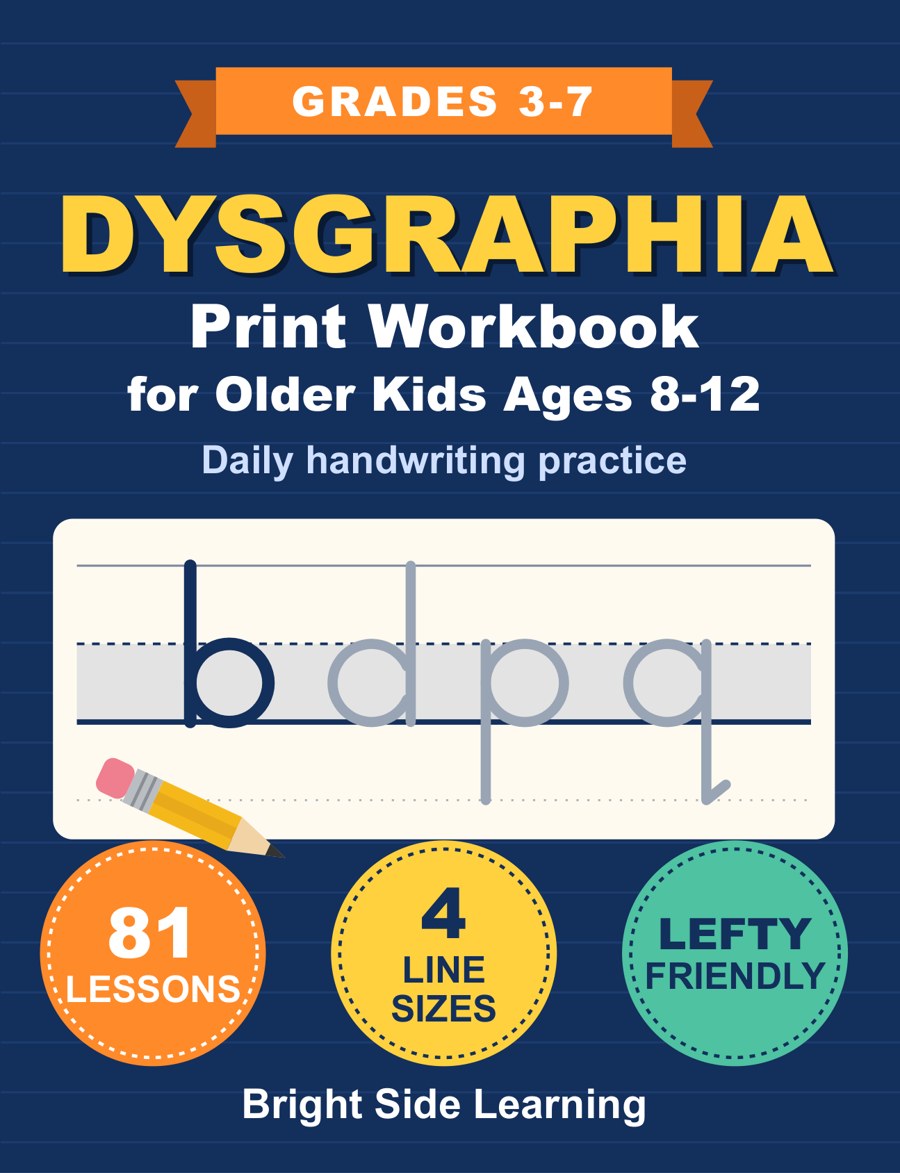 GRADES 3-7
DYSGRAPHIA
Print Workbook
for Older Kids Ages 8-12
Daily handwriting practice
b d p q
81
LESSONS
4
LINE
SIZES
LEFTY
FRIENDLY
Bright Side Learning